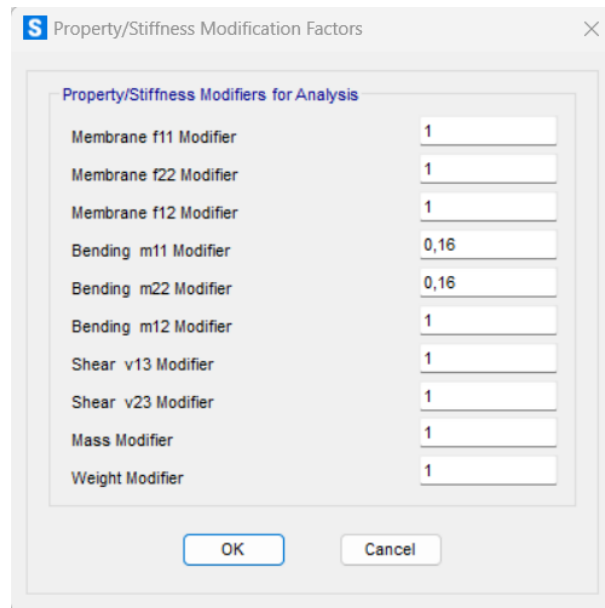 S Property/Stiffness Modification Factors
Property/Stiffness Modifiers for Analysis
Membrane f11 Modifier 1
Membrane f22 Modifier 1
Membrane f12 Modifier 1
Bending m11 Modifier 0,16
Bending m22 Modifier 0,16
Bending m12 Modifier 1
Shear v13 Modifier 1
Shear v23 Modifier 1
Mass Modifier 1
Weight Modifier 1
OK Cancel